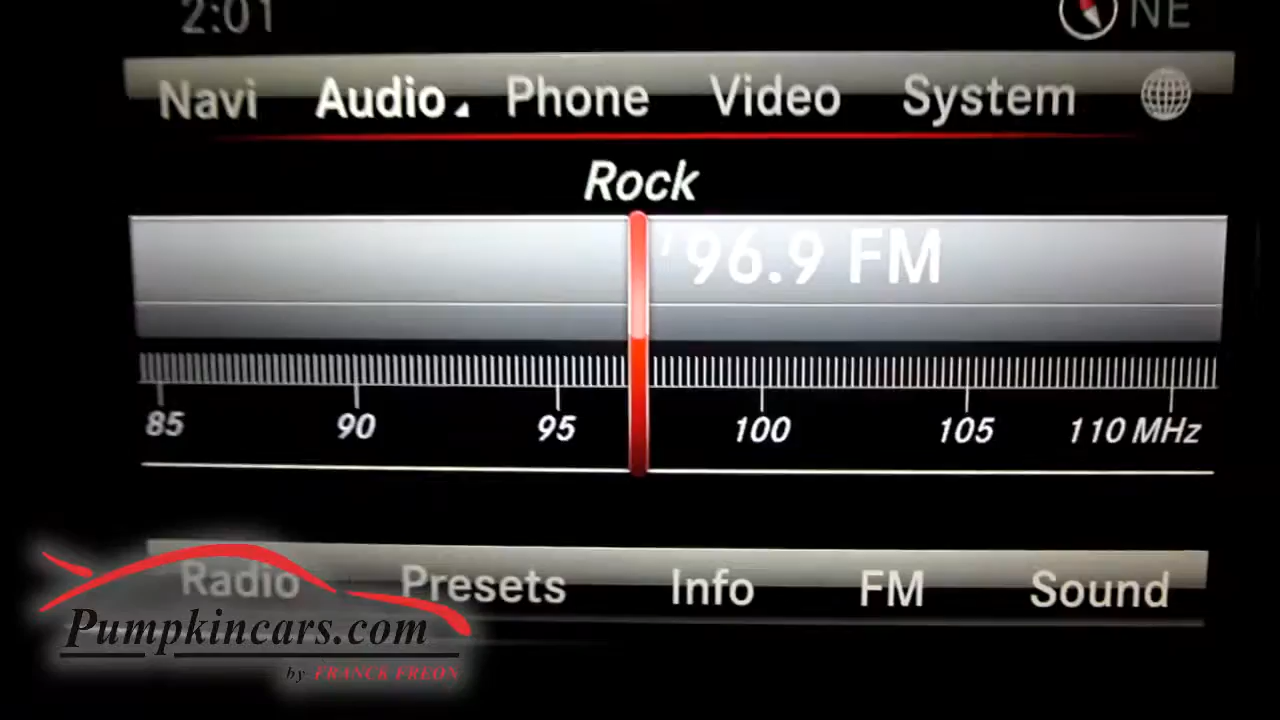 2:01 NE
Navi Audio Phone Video System
Rock
'96.9 FM
85 90 95 100 105 110 MHz
Radio Presets Info FM Sound
Pumpkincars.com
by FRANCK FREON